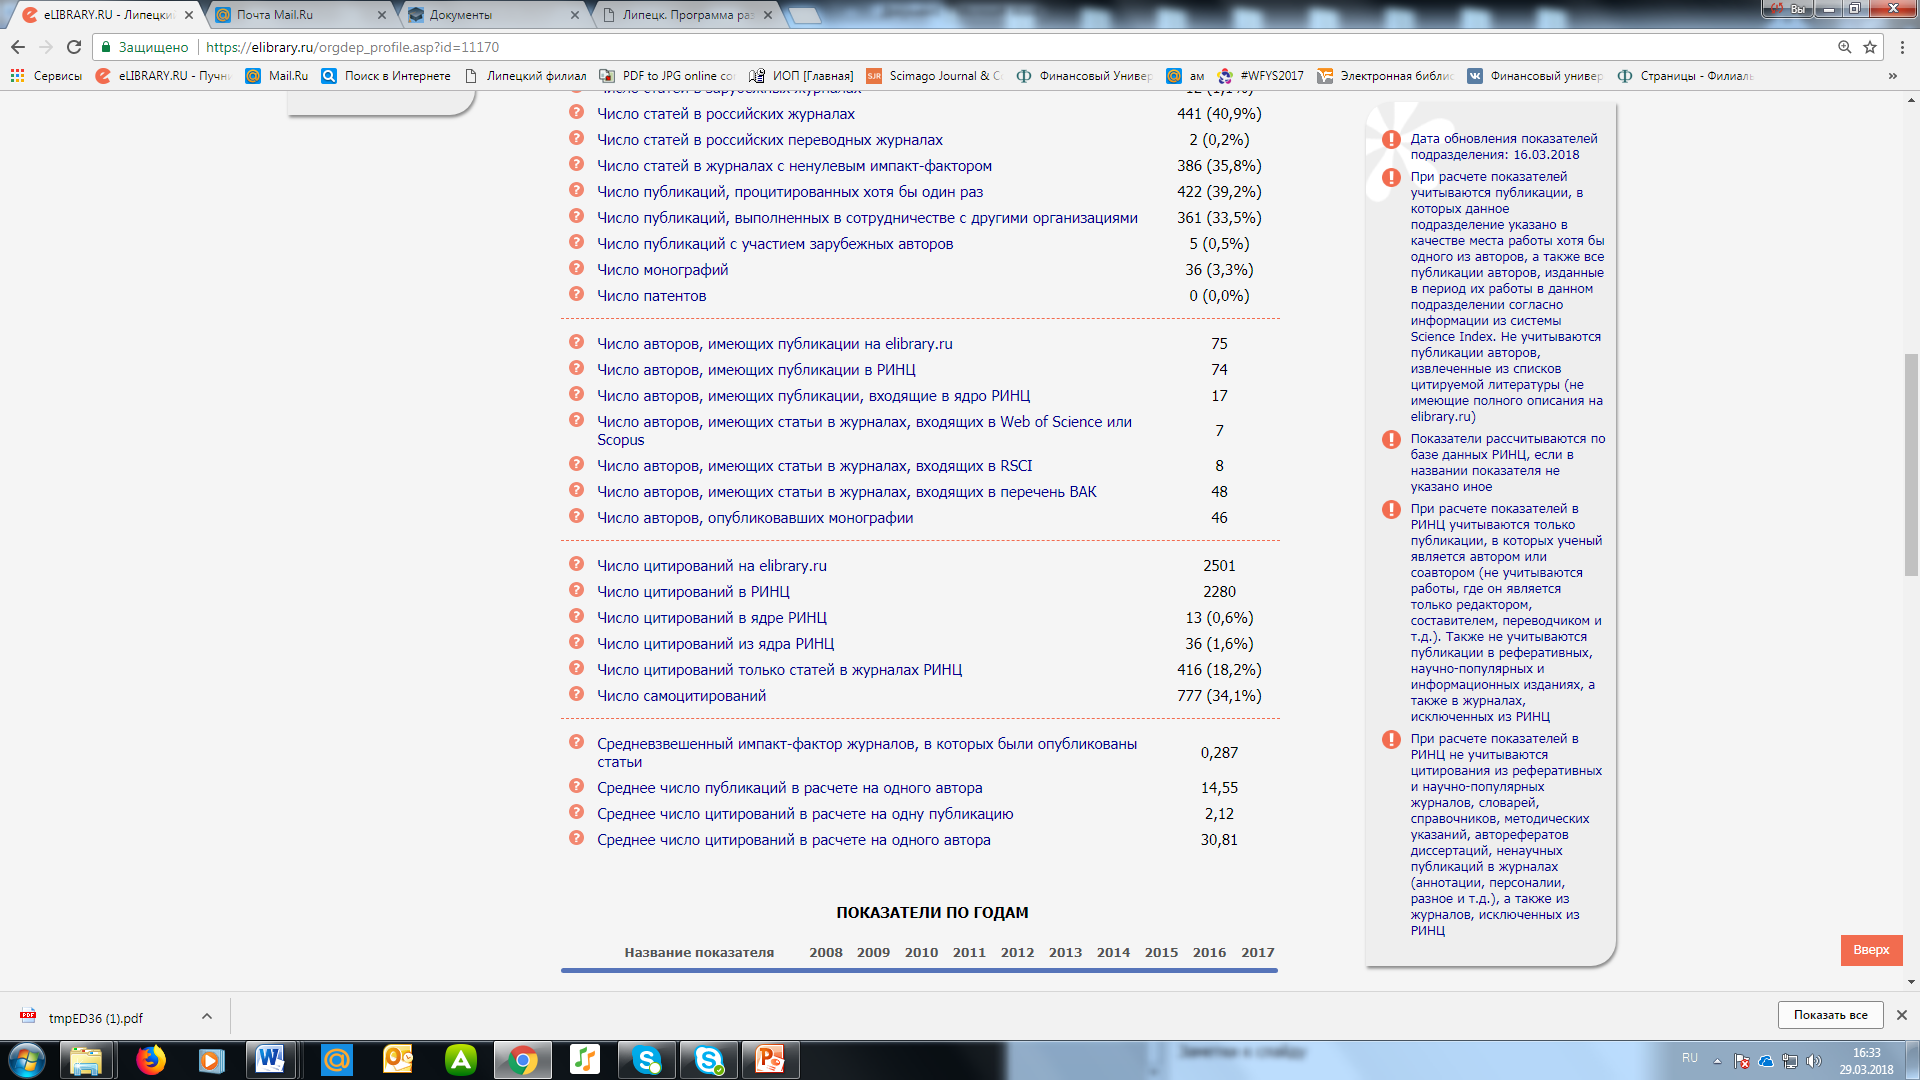 eLIBRARY.RU - Липецки
Почта Mail.Ru
Документы
Липецк. Программа раз
Вы
Защищено
https://elibrary.ru/orgdep_profile.asp?id=11170
Сервисы
eLIBRARY.RU - Пучн
Mail.Ru
Поиск в Интернете
Липецкий филиал
PDF to JPG online con
ИОП [Главная]
Scimago Journal & C
Финансовый Универ
ам
#WFYS2017
Электронная библио
Финансовый универ
Страницы - Филиаль
»
Число статей в зарубежных журналах 12 (1,1%)
Число статей в российских журналах 441 (40,9%)
Число статей в российских переводных журналах 2 (0,2%)
Число статей в журналах с ненулевым импакт-фактором 386 (35,8%)
Число публикаций, процитированных хотя бы один раз 422 (39,2%)
Число публикаций, выполненных в сотрудничестве с другими организациями 361 (33,5%)
Число публикаций с участием зарубежных авторов 5 (0,5%)
Число монографий 36 (3,3%)
Число патентов 0 (0,0%)
Число авторов, имеющих публикации на elibrary.ru 75
Число авторов, имеющих публикации в РИНЦ 74
Число авторов, имеющих публикации, входящие в ядро РИНЦ 17
Число авторов, имеющих статьи в журналах, входящих в Web of Science или
Scopus
7
Число авторов, имеющих статьи в журналах, входящих в RSCI 8
Число авторов, имеющих статьи в журналах, входящих в перечень ВАК 48
Число авторов, опубликовавших монографии 46
Число цитирований на elibrary.ru 2501
Число цитирований в РИНЦ 2280
Число цитирований в ядре РИНЦ 13 (0,6%)
Число цитирований из ядра РИНЦ 36 (1,6%)
Число цитирований только статей в журналах РИНЦ 416 (18,2%)
Число самоцитирований 777 (34,1%)
Средневзвешенный импакт-фактор журналов, в которых были опубликованы
статьи
0,287
Среднее число публикаций в расчете на одного автора 14,55
Среднее число цитирований в расчете на одну публикацию 2,12
Среднее число цитирований в расчете на одного автора 30,81
ПОКАЗАТЕЛИ ПО ГОДАМ
Название показателя 2008 2009 2010 2011 2012 2013 2014 2015 2016 2017
Дата обновления показателей
подразделения: 16.03.2018
При расчете показателей
учитываются публикации, в
которых данное
подразделение указано в
качестве места работы хотя бы
одного из авторов, а также все
публикации авторов, изданные
в период их работы в данном
подразделении согласно
информации из системы
Science Index. Не учитываются
публикации авторов,
извлеченные из списков
цитируемой литературы (не
имеющие полного описания на
elibrary.ru)
Показатели рассчитываются по
базе данных РИНЦ, если в
названии показателя не
указано иное
При расчете показателей в
РИНЦ учитываются только
публикации, в которых ученый
является автором или
соавтором (не учитываются
работы, где он является
только редактором,
составителем, переводчиком и
т.д.). Также не учитываются
публикации в реферативных,
научно-популярных и
информационных изданиях, а
также в журналах,
исключенных из РИНЦ
При расчете показателей в
РИНЦ не учитываются
цитирования из реферативных
и научно-популярных
журналов, словарей,
справочников, методических
указаний, авторефератов
диссертаций, ненаучных
публикаций в журналах
(аннотации, персоналии,
разное и т.д.), а также из
журналов, исключенных из
РИНЦ
Вверх
tmpED36 (1).pdf
Показать все
Заметки к слайду
RU
16:33
29.03.2018